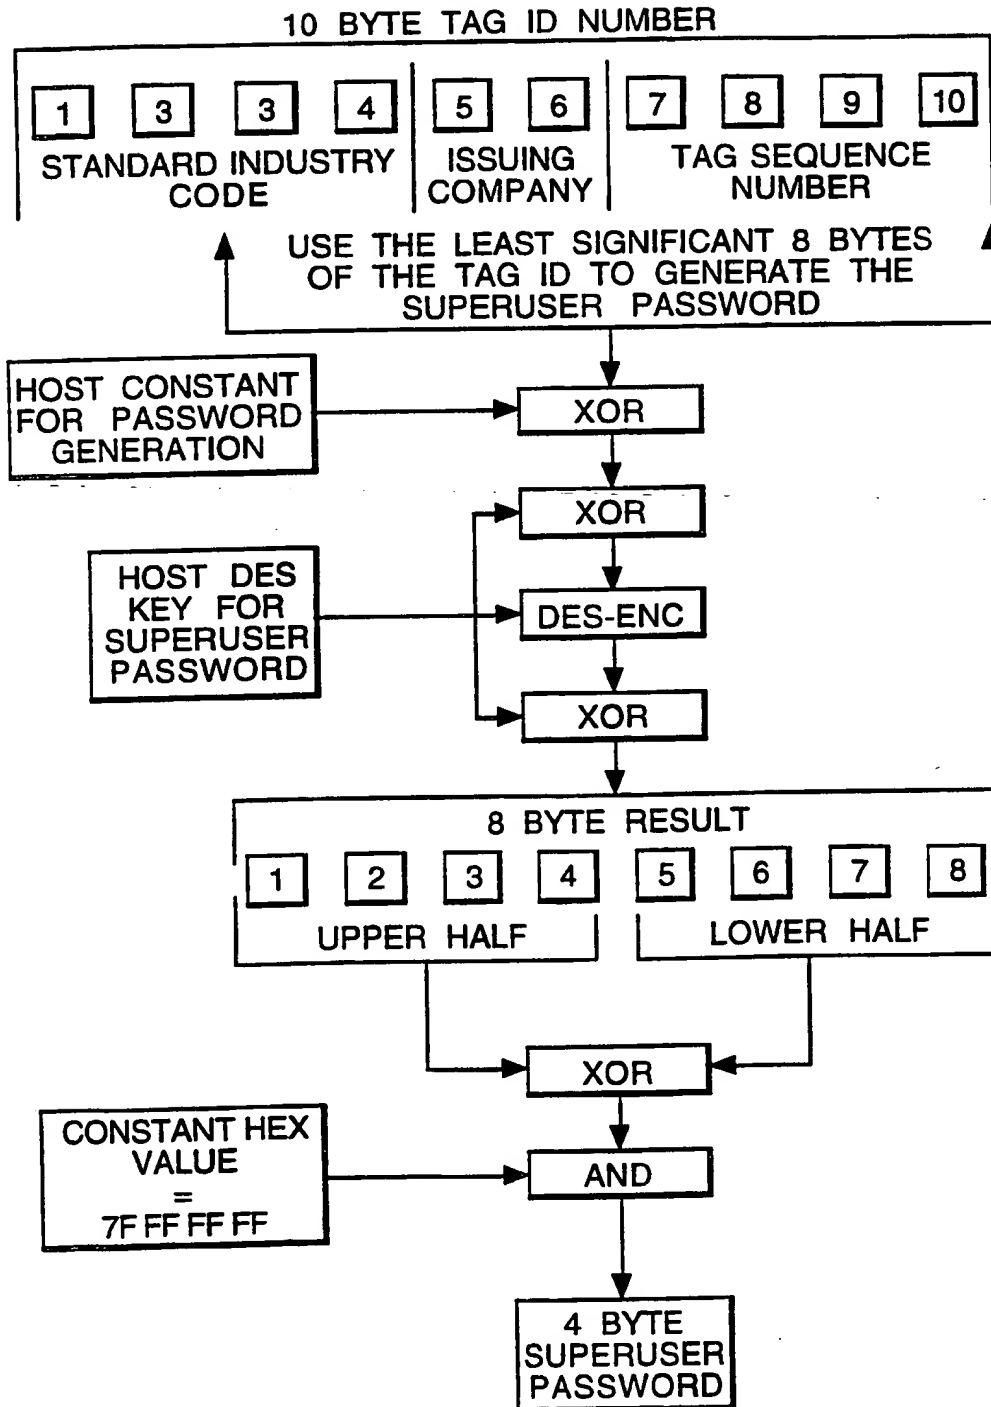 10 BYTE TAG ID NUMBER
1 3 3 4 5 6 7 8 9 10
STANDARD INDUSTRY
CODE
ISSUING
COMPANY
TAG SEQUENCE
NUMBER
USE THE LEAST SIGNIFICANT 8 BYTES
OF THE TAG ID TO GENERATE THE
SUPERUSER PASSWORD
HOST CONSTANT
FOR PASSWORD
GENERATION
XOR
XOR
HOST DES
KEY FOR
SUPERUSER
PASSWORD
DES-ENC
XOR
8 BYTE RESULT
1 2 3 4 5 6 7 8
UPPER HALF
LOWER HALF
XOR
CONSTANT HEX
VALUE
=
7F FF FF FF
AND
4 BYTE
SUPERUSER
PASSWORD